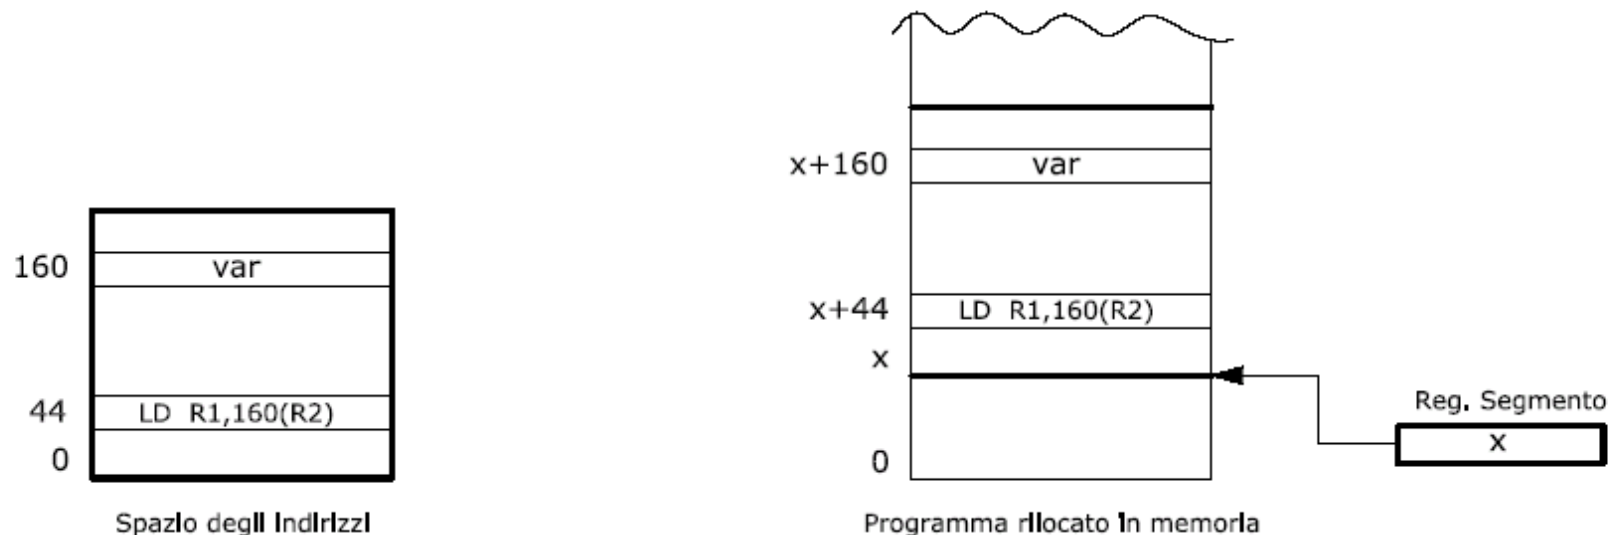 160 var
44 LD R1,160(R2)
0
Spazio degli Indirizzi
x+160 var
x+44 LD R1,160(R2)
x
0
Programma rilocato in memoria
Reg. Segmento
x